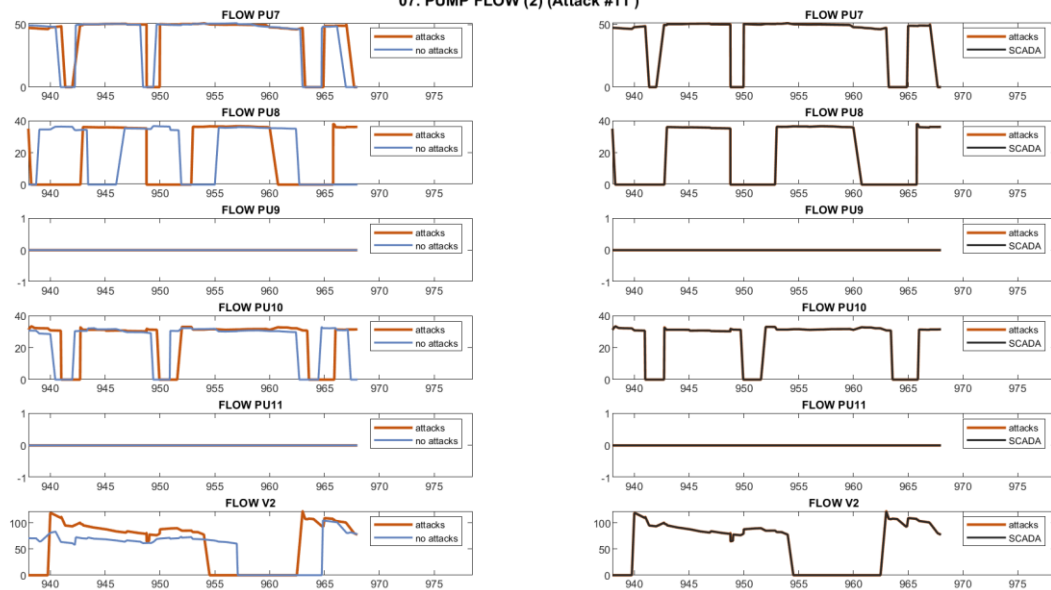 07. PUMP FLOW (2) (Attack #11 )
FLOW PU7
50
0
attacks
no attacks
940 945 950 955 960 965 970 975
FLOW PU7
50
0
attacks
SCADA
940 945 950 955 960 965 970 975
FLOW PU8
40
20
0
attacks
no attacks
940 945 950 955 960 965 970 975
FLOW PU8
40
20
0
attacks
SCADA
940 945 950 955 960 965 970 975
FLOW PU9
1
0
-1
attacks
no attacks
940 945 950 955 960 965 970 975
FLOW PU9
1
0
-1
attacks
SCADA
940 945 950 955 960 965 970 975
FLOW PU10
40
20
0
attacks
no attacks
940 945 950 955 960 965 970 975
FLOW PU10
40
20
0
attacks
SCADA
940 945 950 955 960 965 970 975
FLOW PU11
1
0
-1
attacks
no attacks
940 945 950 955 960 965 970 975
FLOW PU11
1
0
-1
attacks
SCADA
940 945 950 955 960 965 970 975
FLOW V2
100
50
0
attacks
no attacks
940 945 950 955 960 965 970 975
FLOW V2
100
50
0
attacks
SCADA
940 945 950 955 960 965 970 975